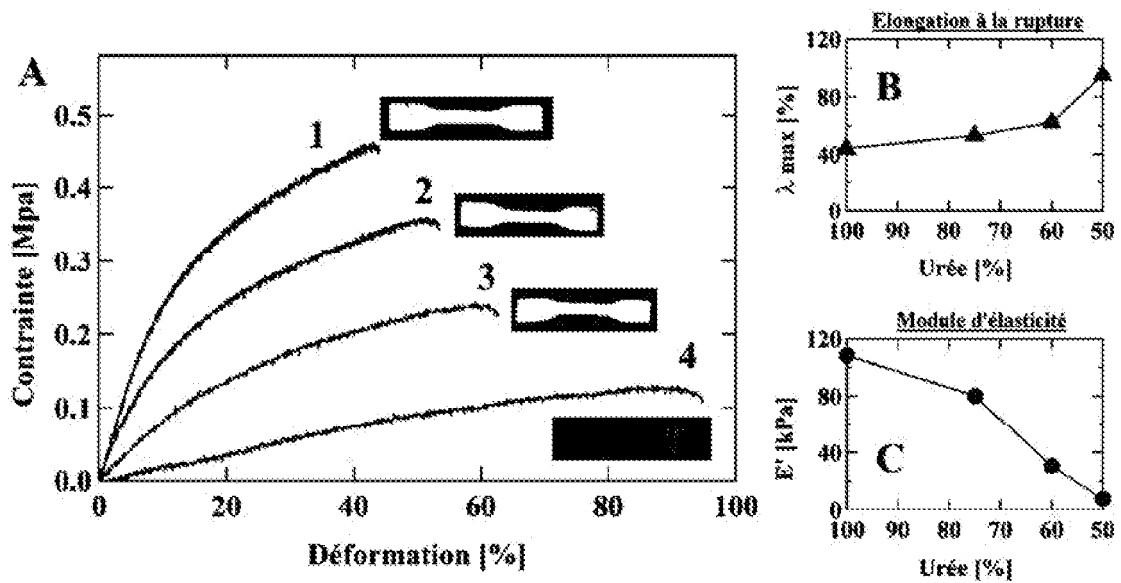 A
Contrainte [Mpa]
0.5
0.4
0.3
0.2
0.1
0.0
0 20 40 60 80 100
Déformation [%]
1
2
3
4
Elongation à la rupture
B
λ max [%]
120
80
40
0
100 90 80 70 60 50
Urée [%]
Module d'élasticité
C
E' [kPa]
120
80
40
0
100 90 80 70 60 50
Urée [%]